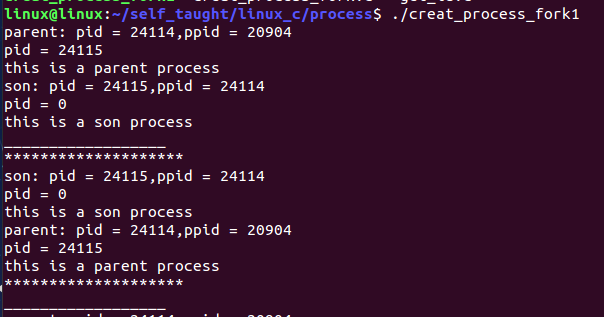 linux@linux:~/self_taught/linux_c/process$ ./creat_process_fork1
parent: pid = 24114,ppid = 20904
pid = 24115
this is a parent process
son: pid = 24115,ppid = 24114
pid = 0
this is a son process
__________________
********************
son: pid = 24115,ppid = 24114
pid = 0
this is a son process
parent: pid = 24114,ppid = 20904
pid = 24115
this is a parent process
********************
__________________